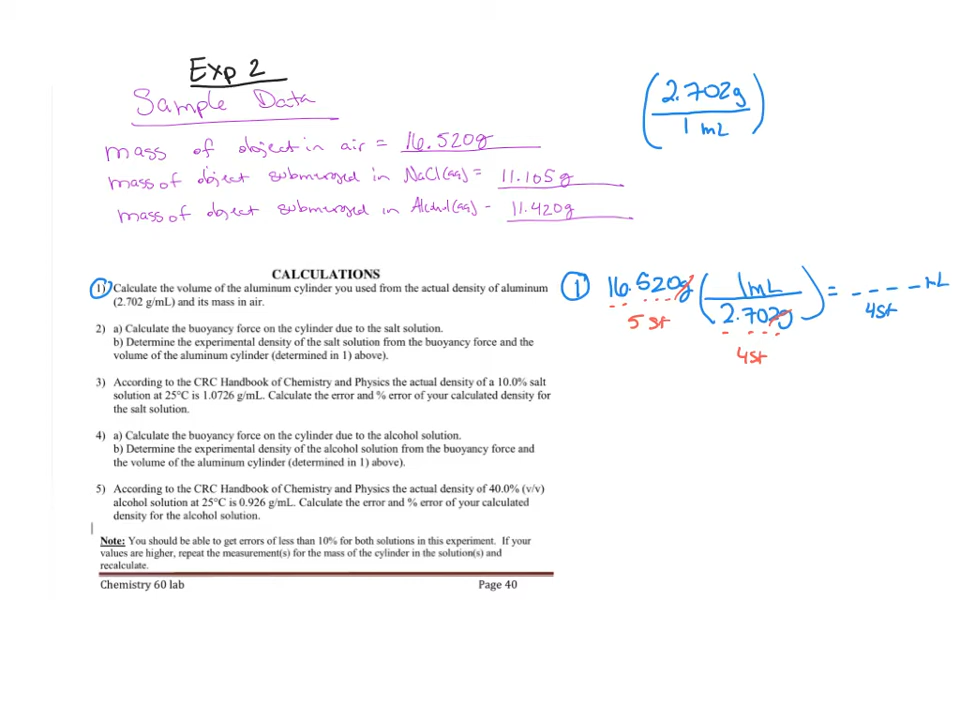 Exp 2
Sample Data
mass of object in air = 16.520g
mass of object submerged in NaCl(aq) = 11.105g
mass of object submerged in Alcohol(aq) - 11.420g
(2.702g / 1 mL)
CALCULATIONS
1) Calculate the volume of the aluminum cylinder you used from the actual density of aluminum
(2.702 g/mL) and its mass in air.
2) a) Calculate the buoyancy force on the cylinder due to the salt solution.
b) Determine the experimental density of the salt solution from the buoyancy force and the
volume of the aluminum cylinder (determined in 1) above).
3) According to the CRC Handbook of Chemistry and Physics the actual density of a 10.0% salt
solution at 25°C is 1.0726 g/mL. Calculate the error and % error of your calculated density for
the salt solution.
4) a) Calculate the buoyancy force on the cylinder due to the alcohol solution.
b) Determine the experimental density of the alcohol solution from the buoyancy force and
the volume of the aluminum cylinder (determined in 1) above).
5) According to the CRC Handbook of Chemistry and Physics the actual density of 40.0% (v/v)
alcohol solution at 25°C is 0.926 g/mL. Calculate the error and % error of your calculated
density for the alcohol solution.
Note: You should be able to get errors of less than 10% for both solutions in this experiment. If your
values are higher, repeat the measurement(s) for the mass of the cylinder in the solution(s) and
recalculate.
Chemistry 60 lab Page 40
1 16.520g (1mL / 2.702g) = _ _ _ _ mL
5 sf 4sf
4sf